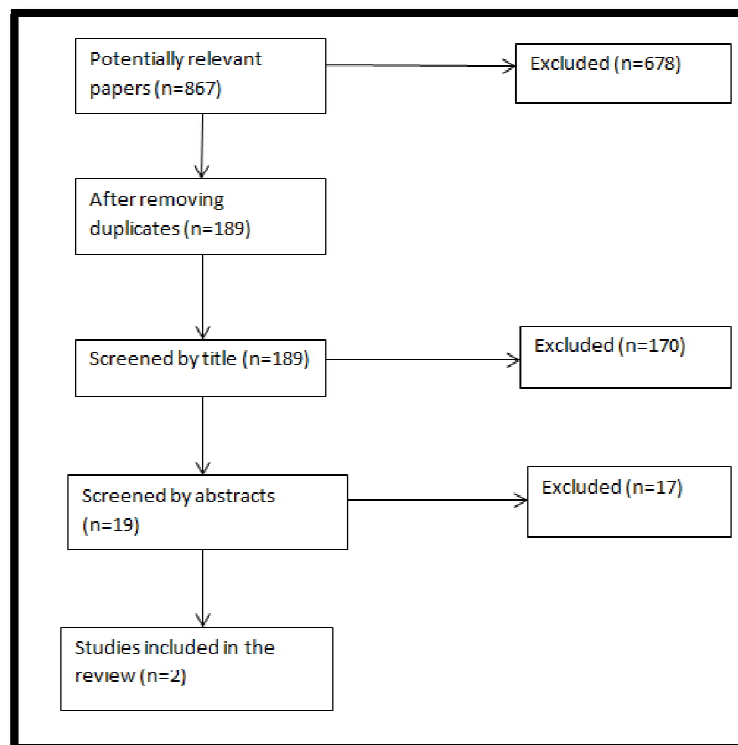 Potentially relevant
papers (n=867)
Excluded (n=678)
After removing
duplicates (n=189)
Screened by title (n=189)
Excluded (n=170)
Screened by abstracts
(n=19)
Excluded (n=17)
Studies included in the
review (n=2)